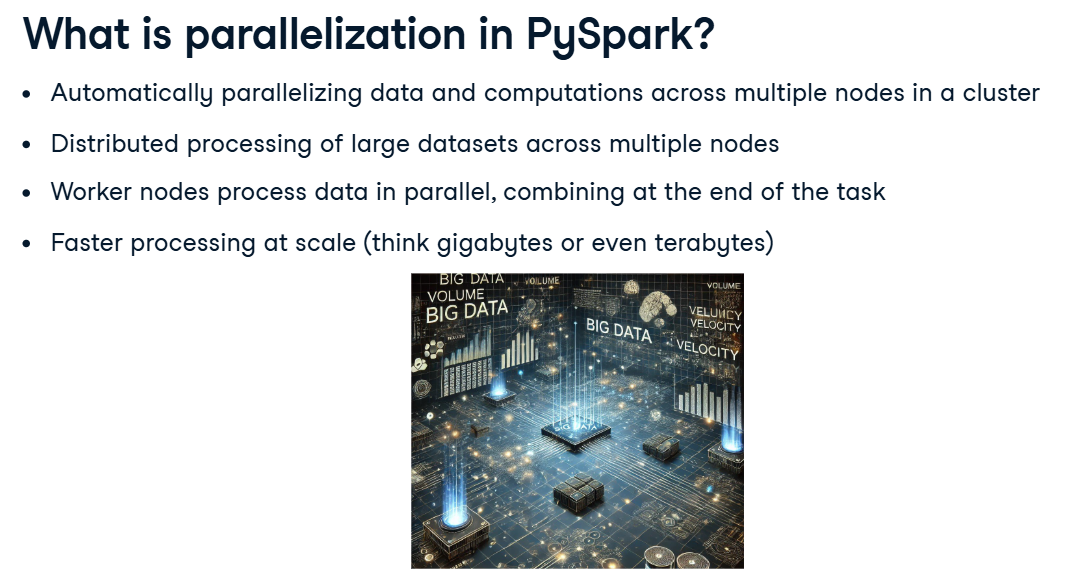 What is parallelization in PySpark?
• Automatically parallelizing data and computations across multiple nodes in a cluster
• Distributed processing of large datasets across multiple nodes
• Worker nodes process data in parallel, combining at the end of the task
• Faster processing at scale (think gigabytes or even terabytes)
BIG DATA
VOLUME
BIG DATA
VOLUME
BIG DATA
VOLUME
VELOCITY
VELOCITY